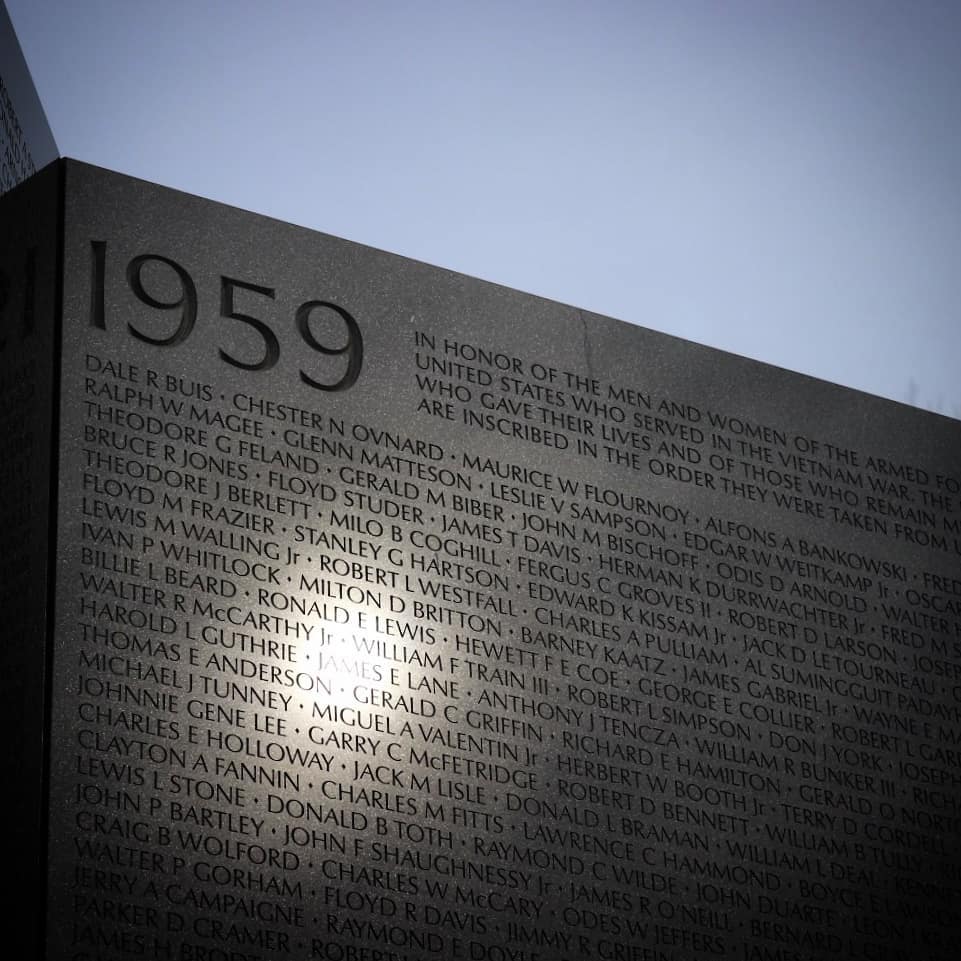 1959
IN HONOR OF THE MEN AND WOMEN OF THE ARMED
UNITED STATES WHO SERVED IN THE VIETNAM WAR. THE
WHO GAVE THEIR LIVES AND OF THOSE WHO REMAIN
ARE INSCRIBED IN THE ORDER THEY WERE TAKEN FROM
DALE R BUIS · CHESTER N OVNARD · MAURICE W FLOURNOY · ALFONS A BANKOWSKI · FRED
RALPH W MAGEE · GLENN MATTESON · LESLIE V SAMPSON · EDGAR W WEITKAMP Jr · OSCAR
THEODORE G FELAND · GERALD M BIBER · JOHN M BISCHOFF · ODIS D ARNOLD · WALTER
BRUCE R JONES · FLOYD STUDER · JAMES T DAVIS · HERMAN K DURRWACHTER Jr · FRED M
THEODORE J BERLETT · MILO B COGHILL · FERGUS C GROVES II · ROBERT D LARSON
FLOYD M FRAZIER · STANLEY G HARTSON · EDWARD K KISSAM Jr · JACK D LETOURNEAU
LEWIS M WALLING Jr · ROBERT L WESTFALL · CHARLES A PULLIAM · AL SUMINGGUIT
IVAN P WHITLOCK · MILTON D BRITTON · BARNEY KAATZ · JAMES GABRIEL Jr · WAYNE E
BILLIE L BEARD · RONALD E LEWIS · HEWETT F E COE · GEORGE E COLLIER · ROBERT L
WALTER R McCARTHY Jr · WILLIAM F TRAIN III · ROBERT L SIMPSON · DON J YORK · JOSEPH
HAROLD L GUTHRIE · JAMES E LANE · ANTHONY J TENCZA · WILLIAM R BUNKER III
THOMAS E ANDERSON · GERALD C GRIFFIN · RICHARD E HAMILTON · GERALD O
MICHAEL J TUNNEY · MIGUEL A VALENTIN Jr · HERBERT W BOOTH Jr · TERRY D CORDELL
JOHNNIE GENE LEE · GARRY C McFETRIDGE · ROBERT D BENNETT · WILLIAM B TULLY
CHARLES E HOLLOWAY · JACK M LISLE · DONALD L BRAMAN · WILLIAM L DEAL
CLAYTON A FANNIN · CHARLES M FITTS · LAWRENCE C HAMMOND · BOYCE E LAWSON
LEWIS L STONE · DONALD B TOTH · RAYMOND C WILDE · JOHN DUARTE · LEON
JOHN P BARTLEY · JOHN F SHAUGHNESSY Jr · JAMES R O'NEILL · BERNARD
CRAIG B WOLFORD · CHARLES W McCARY · ODES W JEFFERS
WALTER P GORHAM · FLOYD R DAVIS · JIMMY R GRIFFIN
JERRY A CAMPAIGNE · RAYMOND E DOYLE
PARKER D CRAMER · ROBERT
JAMES H